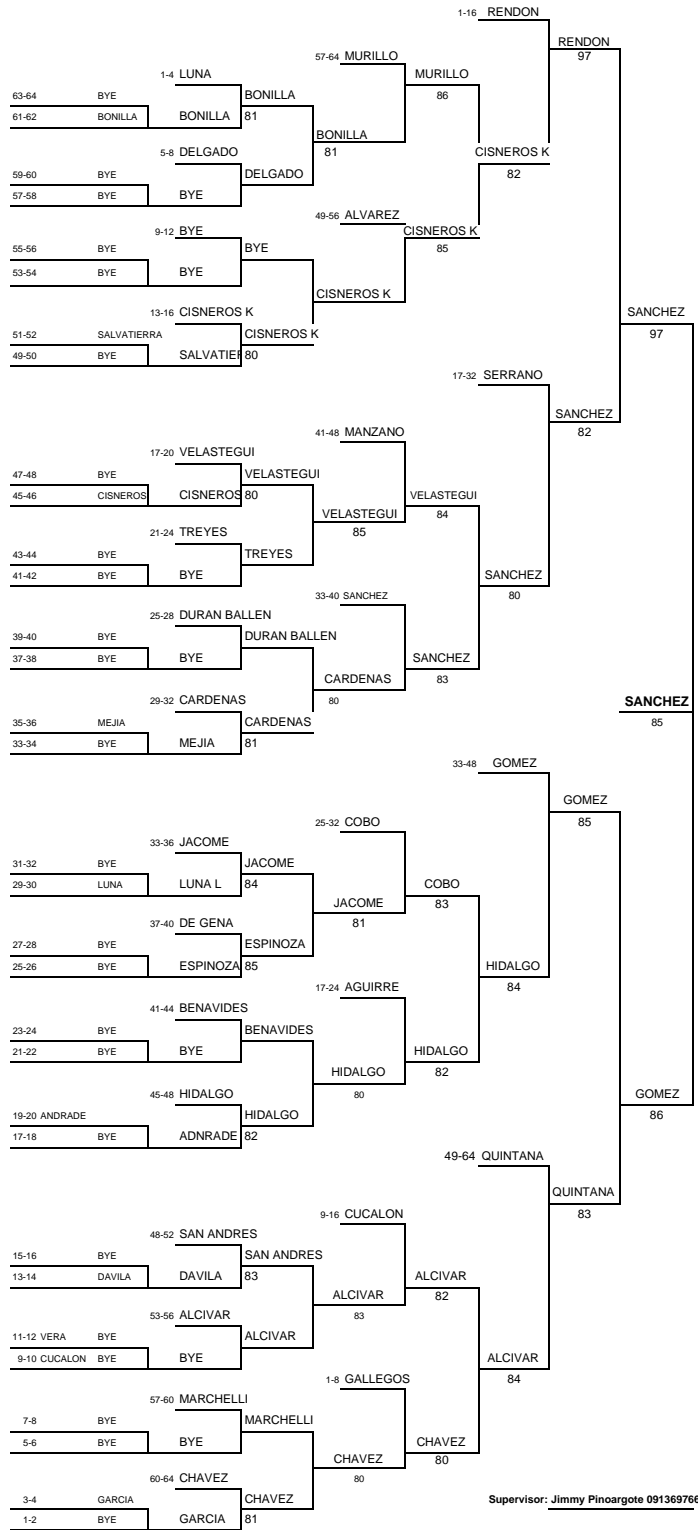 1-16 RENDON
RENDON
97
57-64 MURILLO
1-4 LUNA
MURILLO
86
63-64 BYE
BONILLA
61-62 BONILLA
BONILLA 81
BONILLA
81
5-8 DELGADO
CISNEROS K
82
59-60 BYE
DELGADO
57-58 BYE
BYE
49-56 ALVAREZ
9-12 BYE
CISNEROS K
85
55-56 BYE
BYE
53-54 BYE
BYE
CISNEROS K
13-16 CISNEROS K
SANCHEZ
97
51-52 SALVATIERRA
CISNEROS K
49-50 BYE
SALVATIER 80
17-32 SERRANO
SANCHEZ
82
41-48 MANZANO
17-20 VELASTEGUI
47-48 BYE
VELASTEGUI
45-46 CISNEROS
CISNEROS 80
VELASTEGUI
84
VELASTEGUI
85
21-24 TREYES
43-44 BYE
TREYES
41-42 BYE
BYE
SANCHEZ
80
33-40 SANCHEZ
25-28 DURAN BALLEN
39-40 BYE
DURAN BALLEN
37-38 BYE
BYE
SANCHEZ
83
CARDENAS
80
29-32 CARDENAS
SANCHEZ
85
35-36 MEJIA
CARDENAS
33-34 BYE
MEJIA 81
33-48 GOMEZ
GOMEZ
85
25-32 COBO
33-36 JACOME
31-32 BYE
JACOME
29-30 LUNA
LUNA L 84
COBO
83
JACOME
81
37-40 DE GENA
27-28 BYE
ESPINOZA
25-26 BYE
ESPINOZA 85
HIDALGO
84
17-24 AGUIRRE
41-44 BENAVIDES
23-24 BYE
BENAVIDES
21-22 BYE
BYE
HIDALGO
82
HIDALGO
80
45-48 HIDALGO
GOMEZ
86
19-20 ANDRADE
HIDALGO
17-18 BYE
ADNRADE 82
49-64 QUINTANA
QUINTANA
83
9-16 CUCALON
48-52 SAN ANDRES
15-16 BYE
SAN ANDRES
13-14 DAVILA
DAVILA 83
ALCIVAR
82
ALCIVAR
83
53-56 ALCIVAR
11-12 VERA BYE
ALCIVAR
9-10 CUCALON BYE
BYE
ALCIVAR
84
1-8 GALLEGOS
57-60 MARCHELLI
7-8 BYE
MARCHELLI
5-6 BYE
BYE
CHAVEZ
80
CHAVEZ
80
60-64 CHAVEZ
3-4 GARCIA
CHAVEZ
1-2 BYE
GARCIA 81
Supervisor: Jimmy Pinoargote 091369766